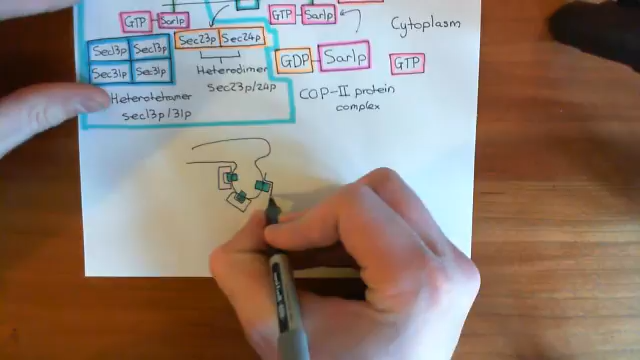 GTP Sar1p
GTP Sar1p
Cytoplasm
Sec13p Sec13p
Sec31p Sec31p
Sec23p Sec24p
GDP Sar1p
GTP
Heterodimer
sec23p/24p
COP-II protein
complex
Heterotetramer
sec13p/31p